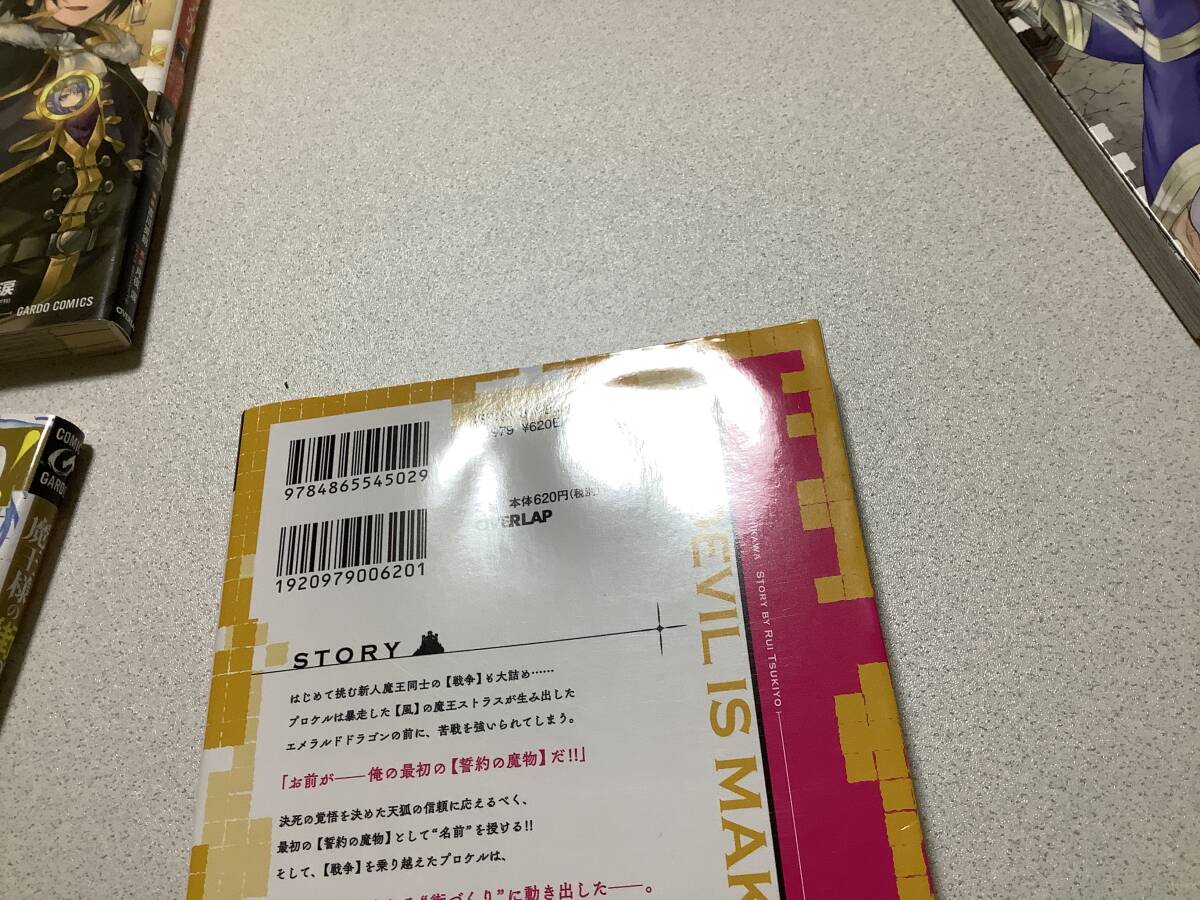 涙
GARDO COMICS
COMIC
GARDO
魔王様の
¥620E
9784865545029
本体620円(税別)
OVERLAP
1920979006201
STORY
はじめて挑む新人魔王同士の【戦争】も大詰め……
プロケルは暴走した【風】の魔王ストラスが生み出した
エメラルドドラゴンの前に、苦戦を強いられてしまう。
「お前が――俺の最初の【誓約の魔物】だ!!」
決死の覚悟を決めた天狐の信頼に応えるべく、
最初の【誓約の魔物】として“名前”を授ける!!
そして、【戦争】を乗り越えたプロケルは、
“街づくり”に動き出した――。
DEVIL IS MAK
STORY BY RUI TSUKIYO